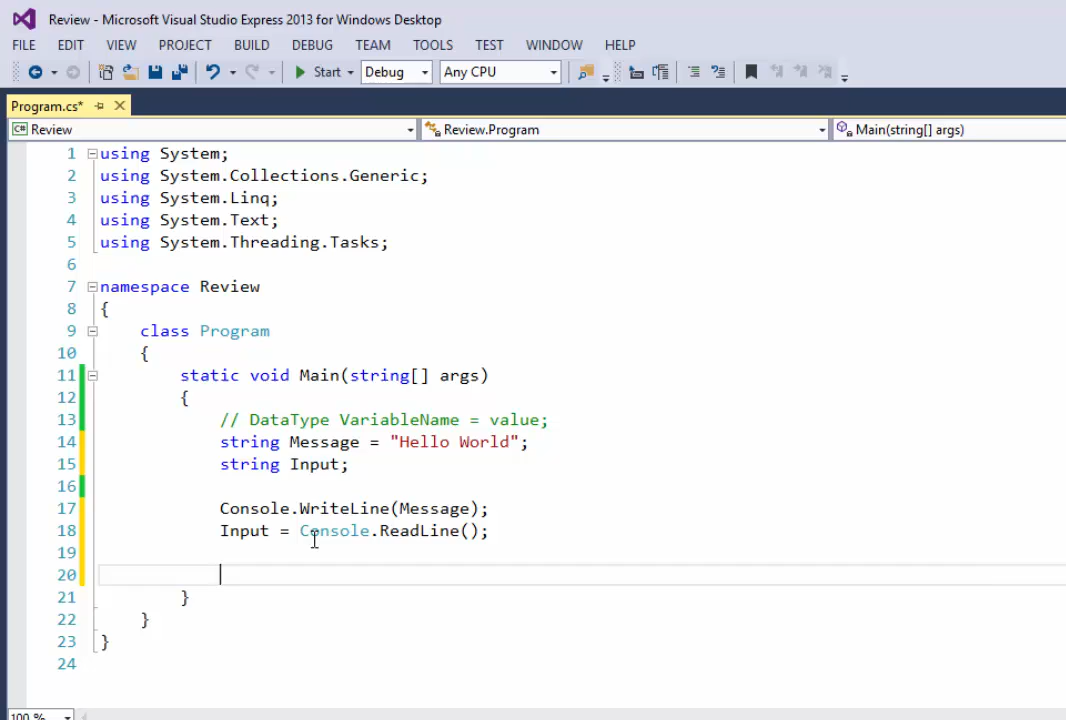 Review - Microsoft Visual Studio Express 2013 for Windows Desktop
FILE EDIT VIEW PROJECT BUILD DEBUG TEAM TOOLS TEST WINDOW HELP
Start Debug Any CPU
Program.cs*
Review Review.Program Main(string[] args)
1 using System;
2 using System.Collections.Generic;
3 using System.Linq;
4 using System.Text;
5 using System.Threading.Tasks;
6
7 namespace Review
8 {
9 class Program
10 {
11 static void Main(string[] args)
12 {
13 // DataType VariableName = value;
14 string Message = "Hello World";
15 string Input;
16
17 Console.WriteLine(Message);
18 Input = Console.ReadLine();
19
20
21 }
22 }
23 }
24
100 %